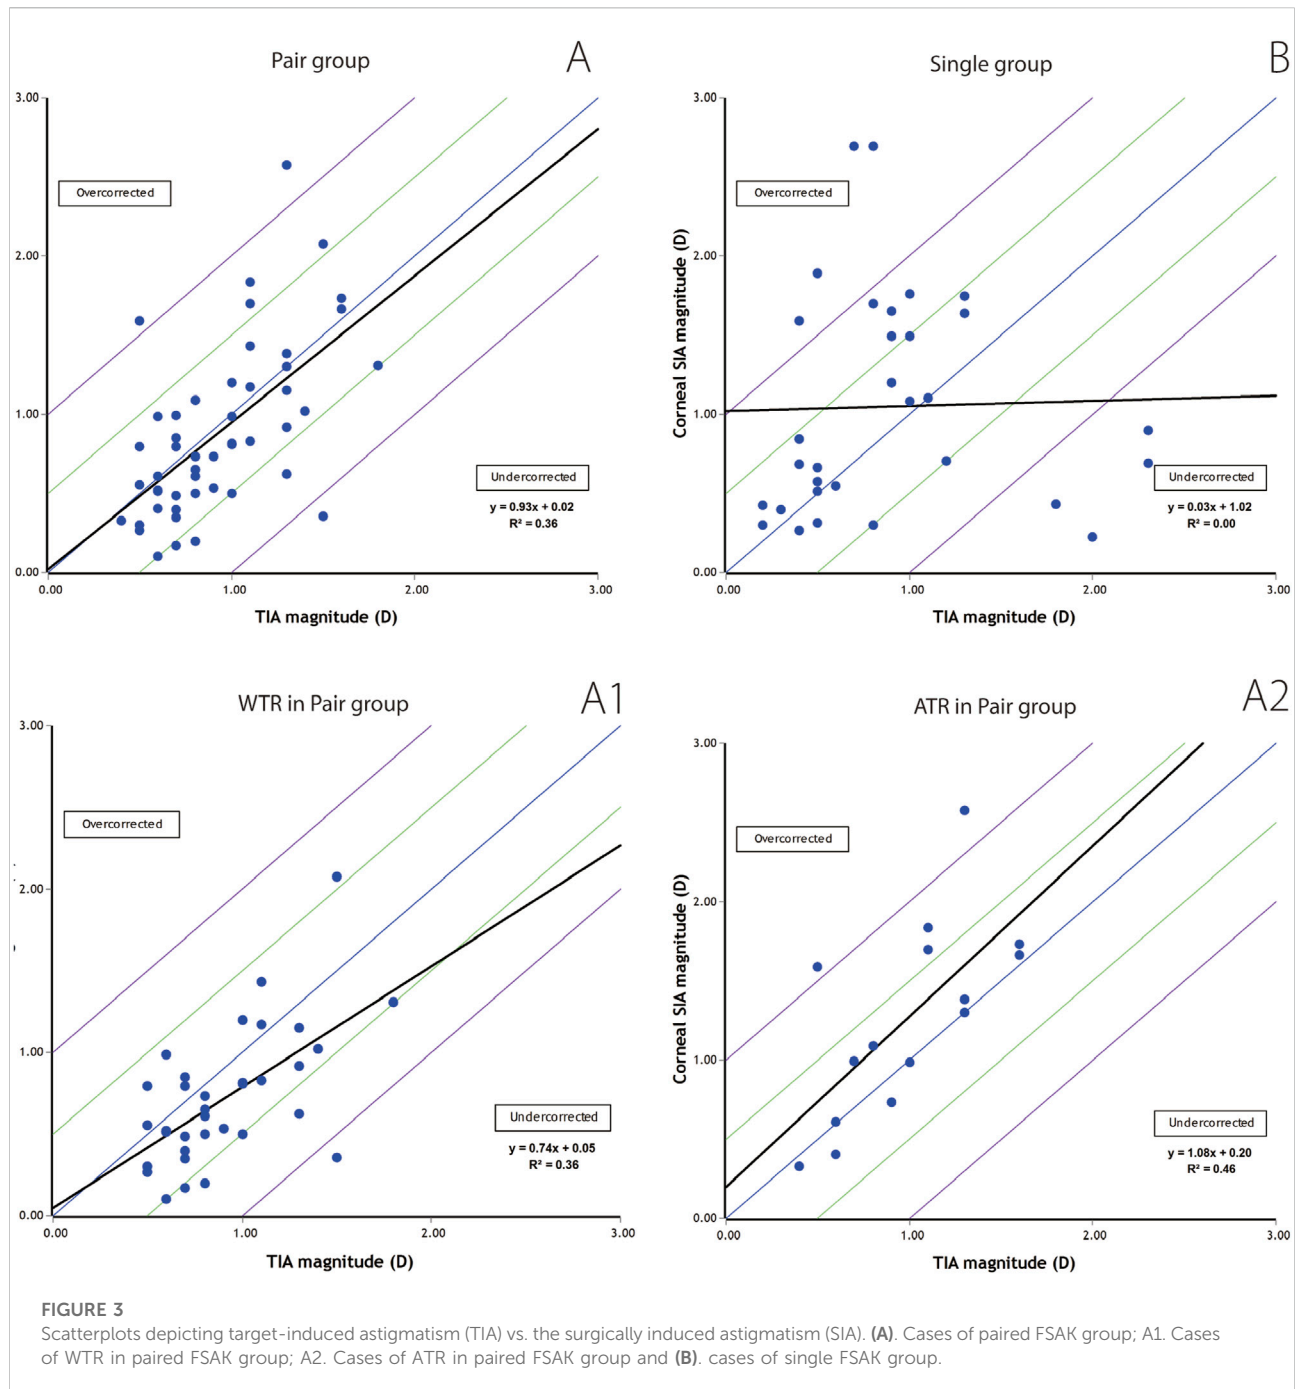 Pair group
A
3.00
2.00
1.00
0.00
Overcorrected
Undercorrected
y = 0.93x + 0.02
R² = 0.36
0.00 1.00 2.00 3.00
TIA magnitude (D)
Single group
B
Corneal SIA magnitude (D)
3.00
2.00
1.00
0.00
Overcorrected
Undercorrected
y = 0.03x + 1.02
R² = 0.00
0.00 1.00 2.00 3.00
TIA magnitude (D)
WTR in Pair group
A1
3.00
2.00
1.00
0.00
Overcorrected
Undercorrected
y = 0.74x + 0.05
R² = 0.36
0.00 1.00 2.00 3.00
TIA magnitude (D)
ATR in Pair group
A2
Corneal SIA magnitude (D)
3.00
2.00
1.00
0.00
Overcorrected
Undercorrected
y = 1.08x + 0.20
R² = 0.46
0.00 1.00 2.00 3.00
TIA magnitude (D)
FIGURE 3
Scatterplots depicting target-induced astigmatism (TIA) vs. the surgically induced astigmatism (SIA). (A). Cases of paired FSAK group; A1. Cases
of WTR in paired FSAK group; A2. Cases of ATR in paired FSAK group and (B). cases of single FSAK group.